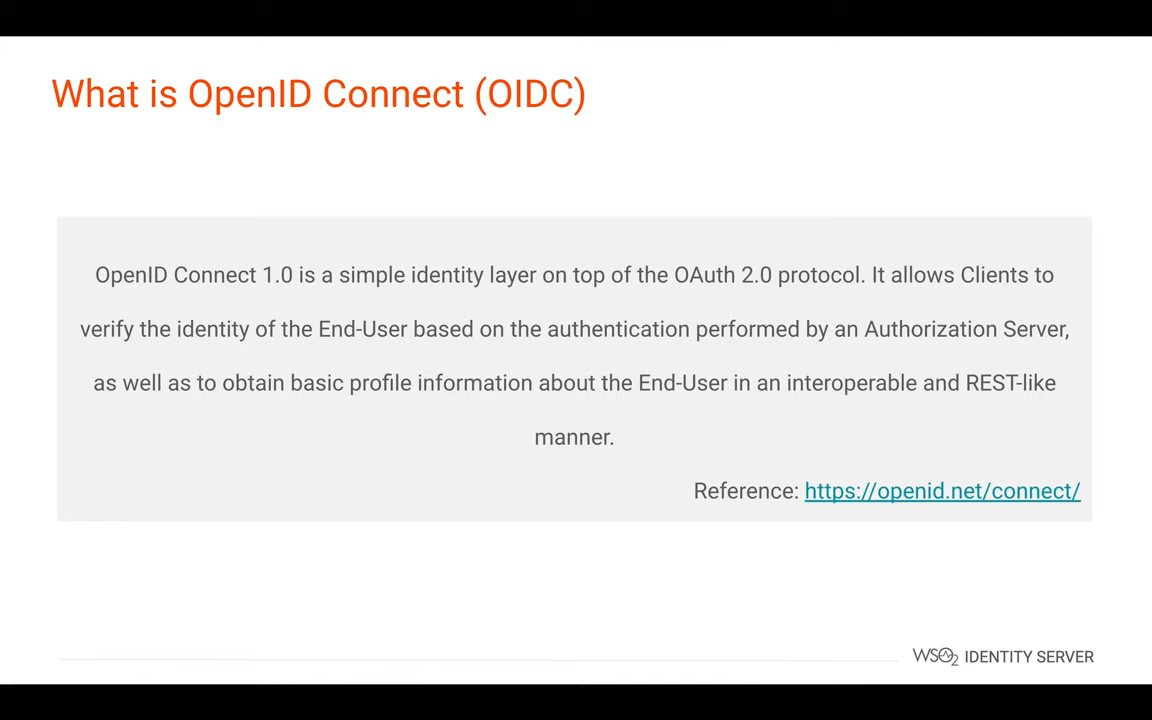 What is OpenID Connect (OIDC)
OpenID Connect 1.0 is a simple identity layer on top of the OAuth 2.0 protocol. It allows Clients to
verify the identity of the End-User based on the authentication performed by an Authorization Server,
as well as to obtain basic profile information about the End-User in an interoperable and REST-like
manner.
Reference: https://openid.net/connect/
WSO2 IDENTITY SERVER